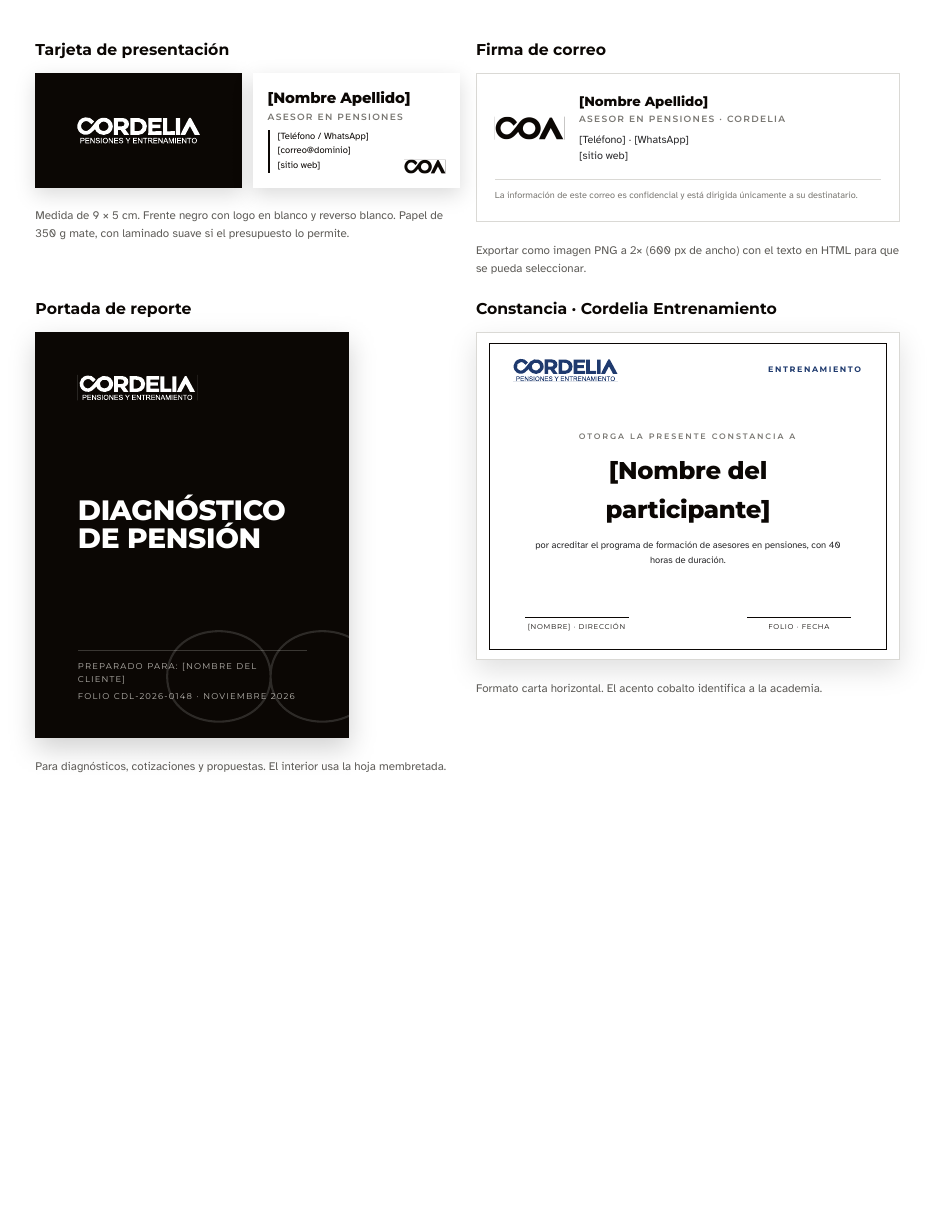 Tarjeta de presentación
CORDELIA
PENSIONES Y ENTRENAMIENTO
[Nombre Apellido]
ASESOR EN PENSIONES
[Teléfono / WhatsApp]
[correo@dominio]
[sitio web]
COA
Medida de 9 × 5 cm. Frente negro con logo en blanco y reverso blanco. Papel de
350 g mate, con laminado suave si el presupuesto lo permite.
Firma de correo
COA
[Nombre Apellido]
ASESOR EN PENSIONES · CORDELIA
[Teléfono] · [WhatsApp]
[sitio web]
La información de este correo es confidencial y está dirigida únicamente a su destinatario.
Exportar como imagen PNG a 2× (600 px de ancho) con el texto en HTML para que
se pueda seleccionar.
Portada de reporte
CORDELIA
PENSIONES Y ENTRENAMIENTO
DIAGNÓSTICO
DE PENSIÓN
PREPARADO PARA: [NOMBRE DEL
CLIENTE]
FOLIO CDL-2026-0148 · NOVIEMBRE 2026
Para diagnósticos, cotizaciones y propuestas. El interior usa la hoja membretada.
Constancia · Cordelia Entrenamiento
CORDELIA
PENSIONES Y ENTRENAMIENTO
ENTRENAMIENTO
OTORGA LA PRESENTE CONSTANCIA A
[Nombre del
participante]
por acreditar el programa de formación de asesores en pensiones, con 40
horas de duración.
[NOMBRE] · DIRECCIÓN
FOLIO · FECHA
Formato carta horizontal. El acento cobalto identifica a la academia.